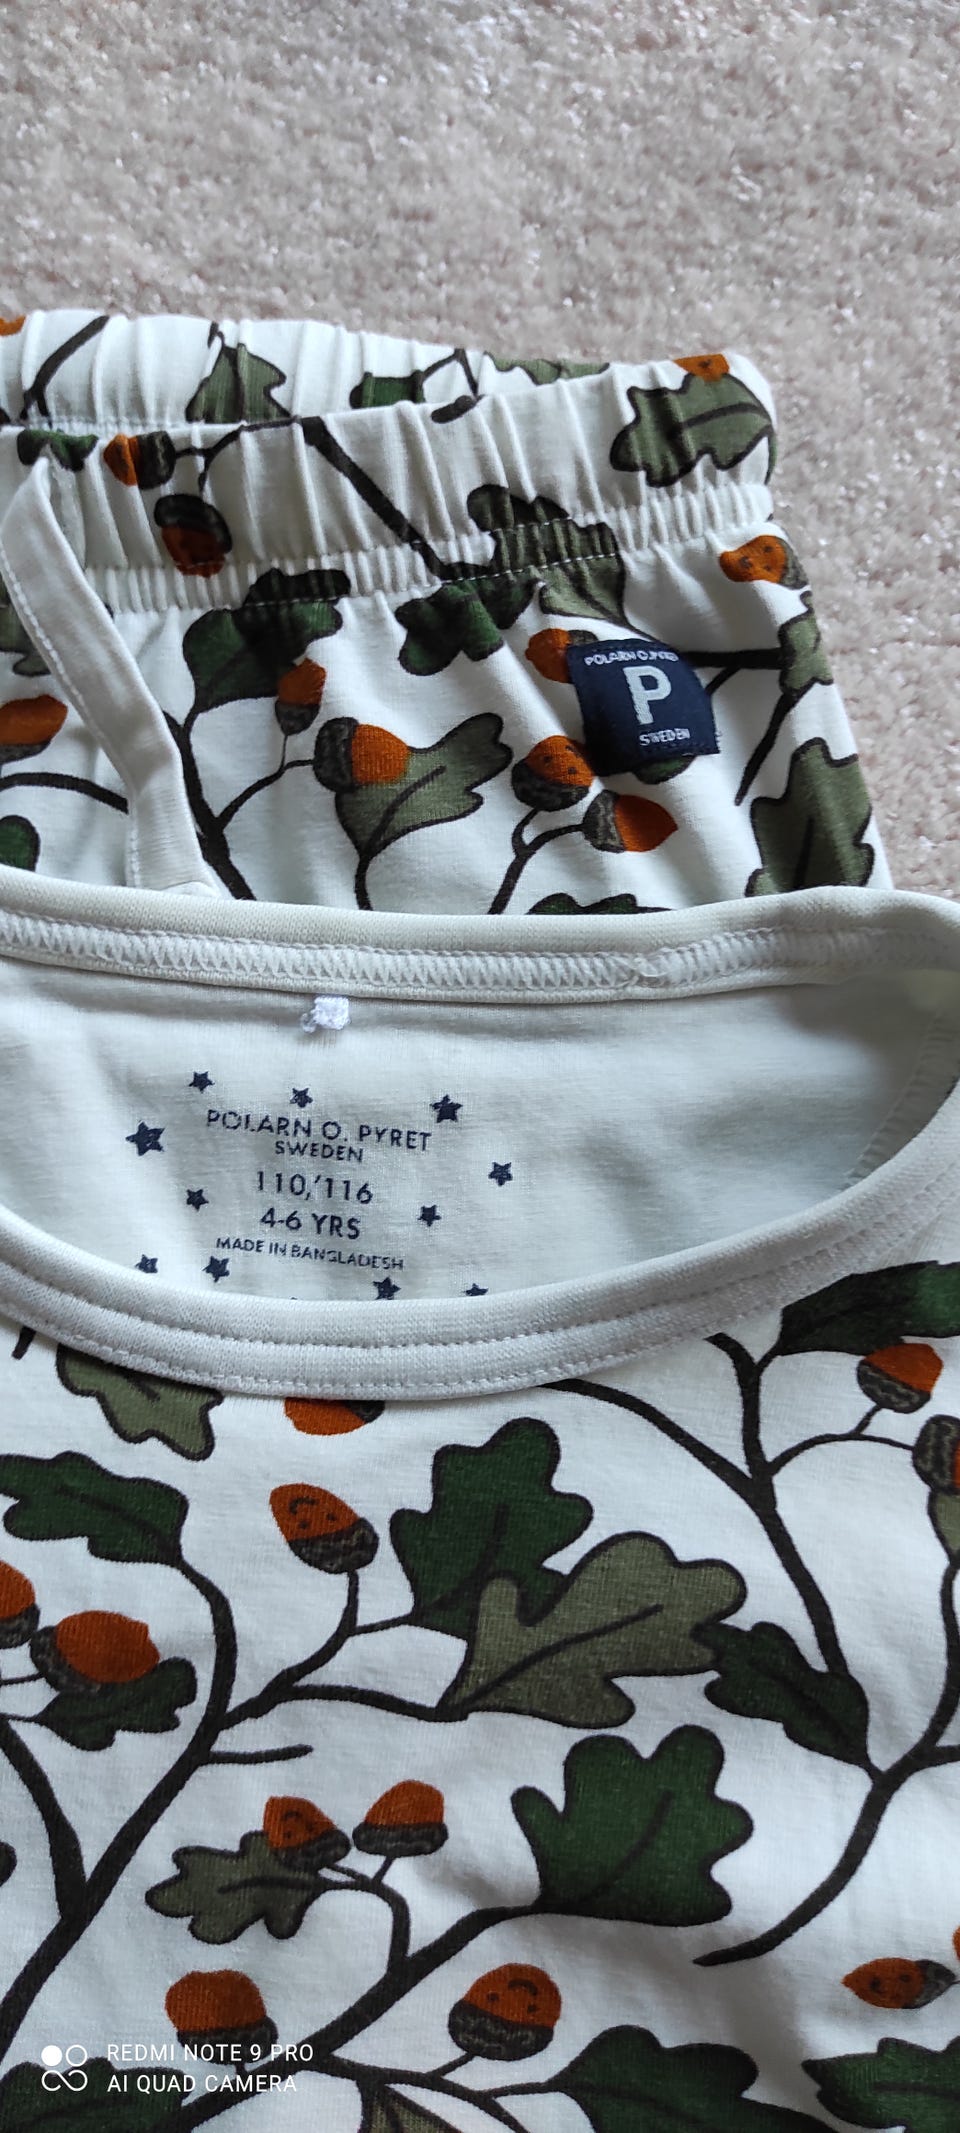 POLARN O. PYRET
P
SWEDEN
POLARN O. PYRET
SWEDEN
110/116
4-6 YRS
MADE IN BANGLADESH
REDMI NOTE 9 PRO
AI QUAD CAMERA